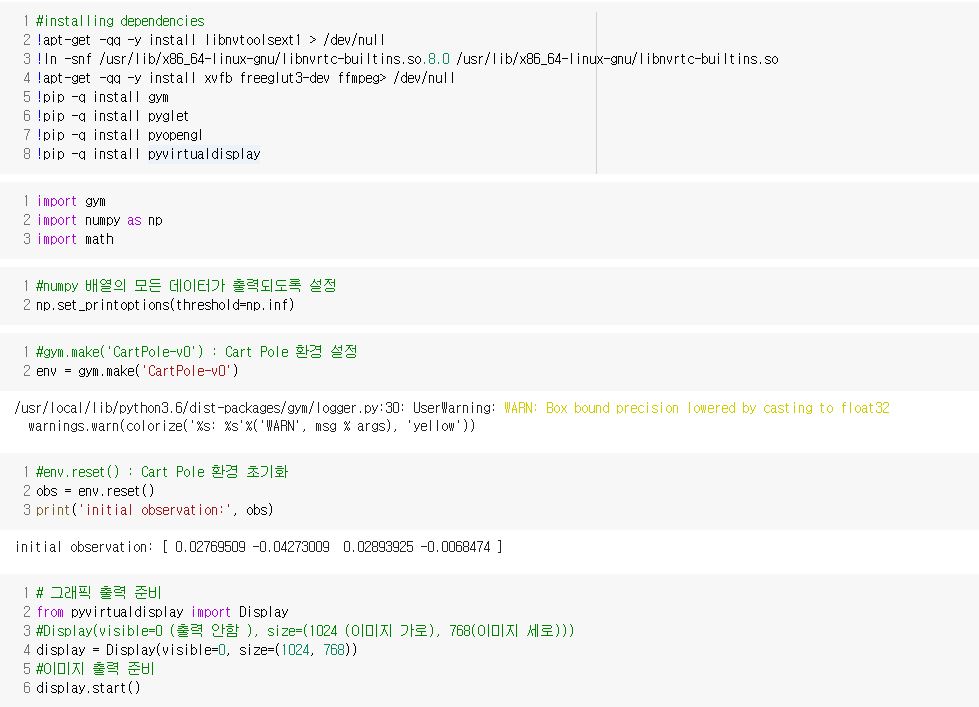 1 #installing dependencies
2 !apt-get -qq -y install libnvtoolsext1 > /dev/null
3 !ln -snf /usr/lib/x86_64-linux-gnu/libnvrtc-builtins.so.8.0 /usr/lib/x86_64-linux-gnu/libnvrtc-builtins.so
4 !apt-get -qq -y install xvfb freeglut3-dev ffmpeg> /dev/null
5 !pip -q install gym
6 !pip -q install pyglet
7 !pip -q install pyopengl
8 !pip -q install pyvirtualdisplay
1 import gym
2 import numpy as np
3 import math
1 #numpy 배열의 모든 데이터가 출력되도록 설정
2 np.set_printoptions(threshold=np.inf)
1 #gym.make('CartPole-v0') : Cart Pole 환경 설정
2 env = gym.make('CartPole-v0')
/usr/local/lib/python3.6/dist-packages/gym/logger.py:30: UserWarning: WARN: Box bound precision lowered by casting to float32
warnings.warn(colorize('%s: %s'%('WARN', msg % args), 'yellow'))
1 #env.reset() : Cart Pole 환경 초기화
2 obs = env.reset()
3 print('initial observation:', obs)
initial observation: [ 0.02769509 -0.04273009  0.02893925 -0.0068474 ]
1 # 그래픽 출력 준비
2 from pyvirtualdisplay import Display
3 #Display(visible=0 (출력 안함 ), size=(1024 (이미지 가로), 768(이미지 세로)))
4 display = Display(visible=0, size=(1024, 768))
5 #이미지 출력 준비
6 display.start()